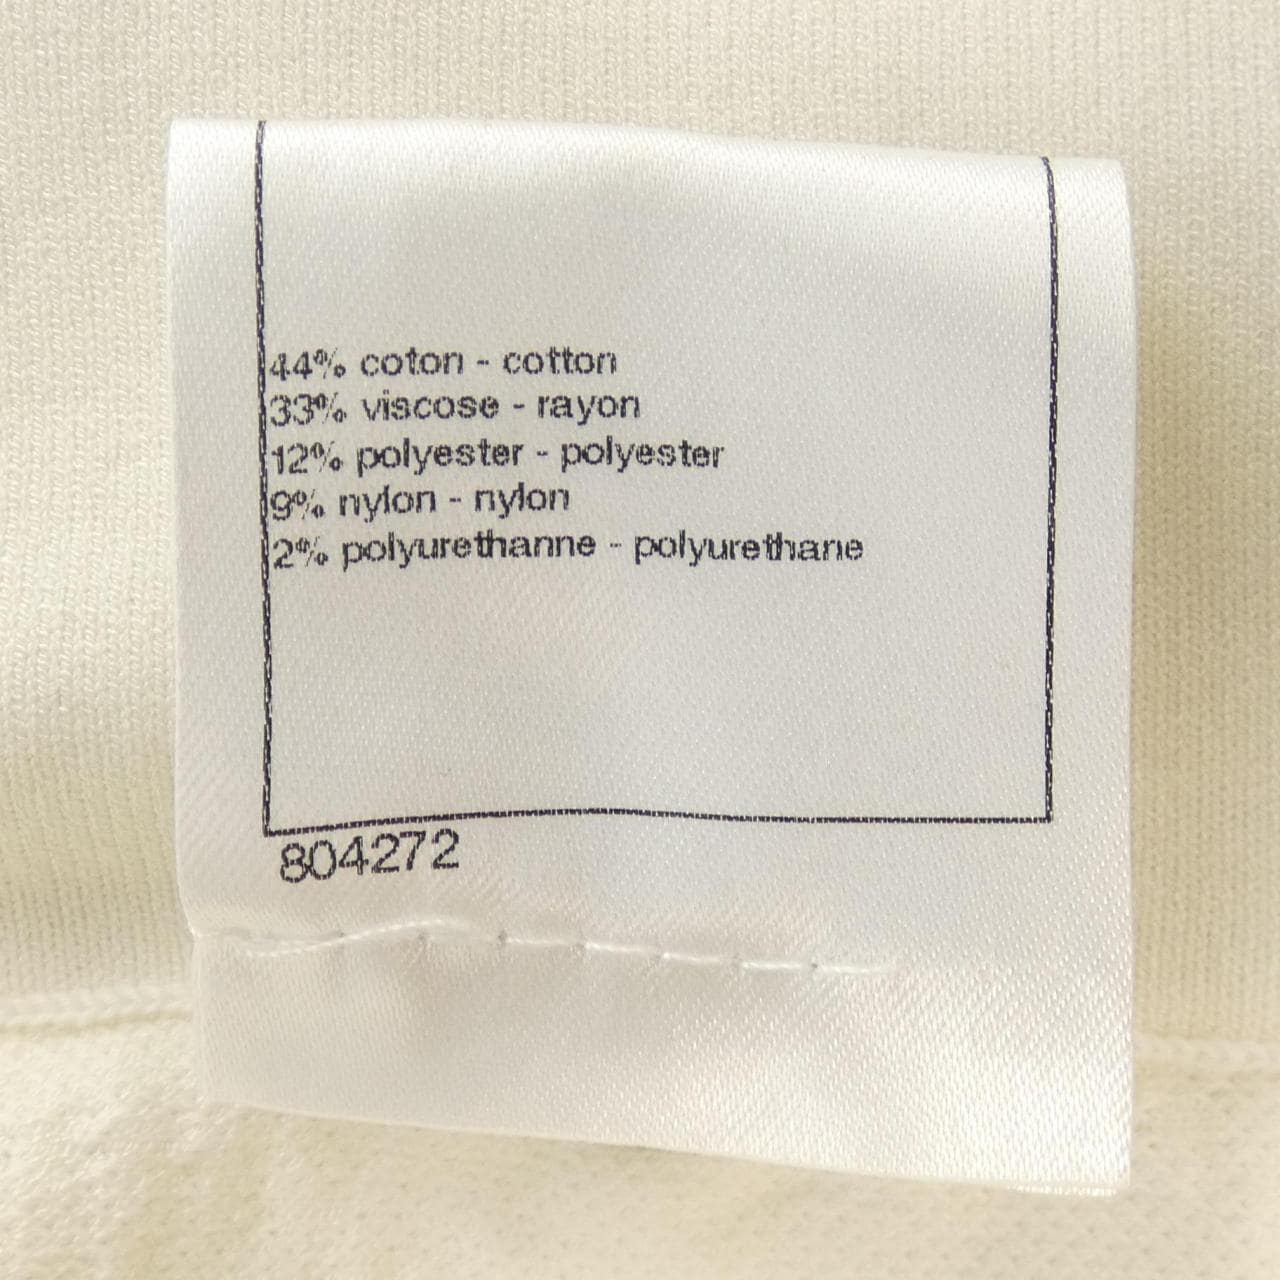 44% coton - cotton
33% viscose - rayon
12% polyester - polyester
9% nylon - nylon
2% polyurethanne - polyurethane
804272